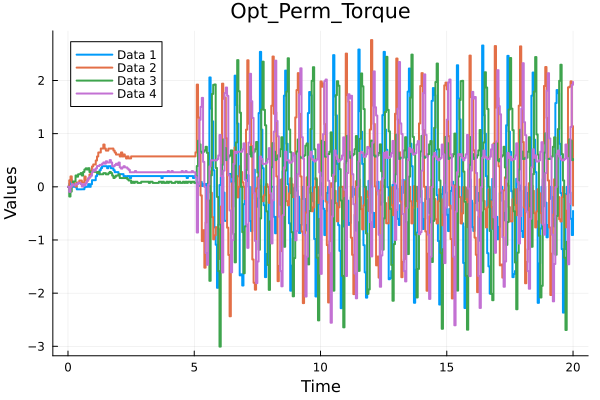 Opt_Perm_Torque
Data 1
Data 2
Data 3
Data 4
Values
2
1
0
−1
−2
−3
0 5 10 15 20
Time